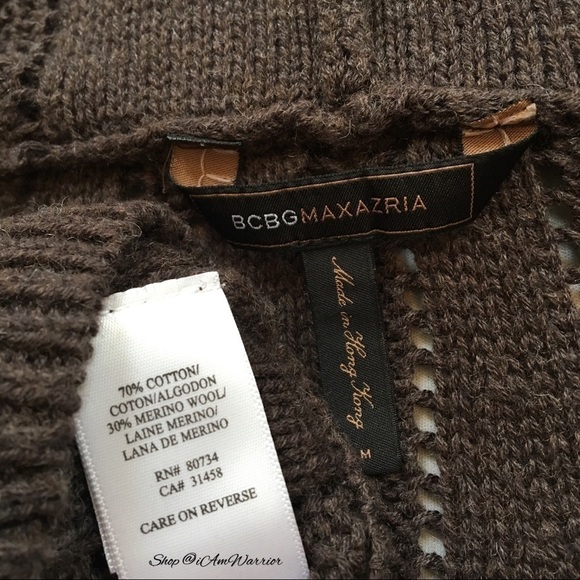 BCBGMAXAZRIA
Made in Hong Kong
M
70% COTTON/
COTON/ALGODON
30% MERINO WOOL/
LAINE MERINO/
LANA DE MERINO
RN# 80734
CA# 31458
CARE ON REVERSE
Shop @iAmWarrior